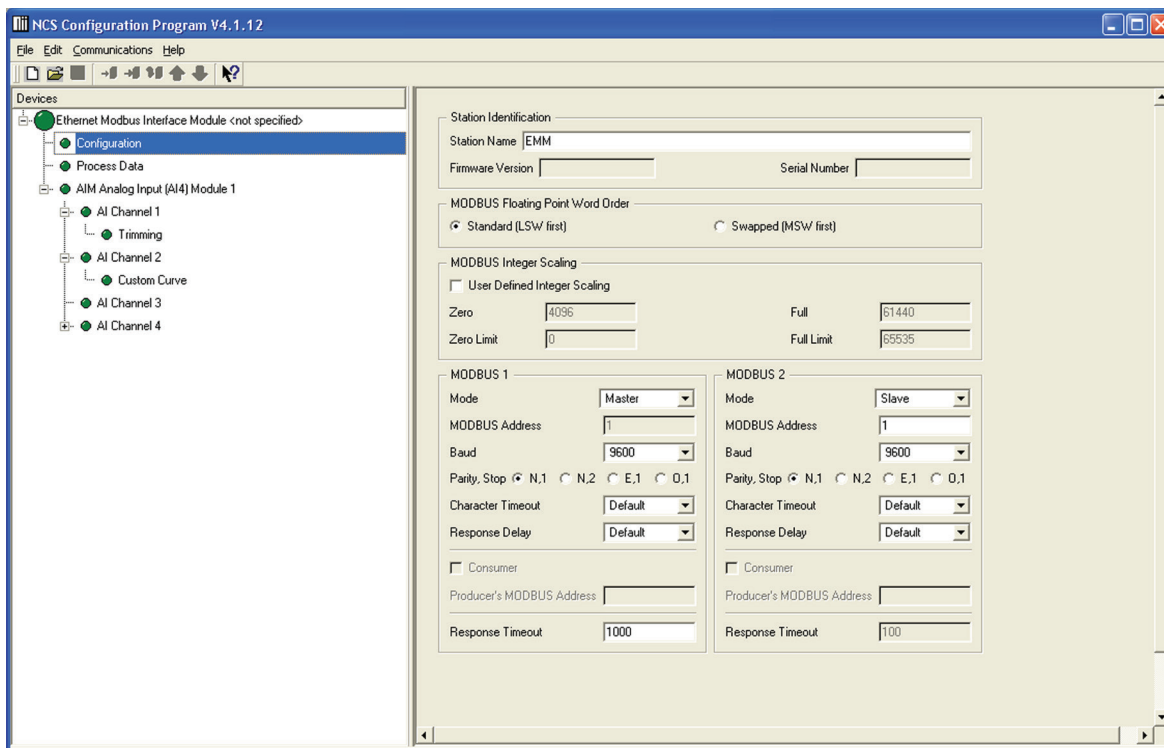 NCS Configuration Program V4.1.12
File Edit Communications Help
Devices
Ethernet Modbus Interface Module <not specified>
Configuration
Process Data
AIM Analog Input (AI4) Module 1
AI Channel 1
Trimming
AI Channel 2
Custom Curve
AI Channel 3
AI Channel 4
Station Identification
Station Name EMM
Firmware Version Serial Number
MODBUS Floating Point Word Order
Standard (LSW first) Swapped (MSW first)
MODBUS Integer Scaling
User Defined Integer Scaling
Zero 4096 Full 61440
Zero Limit 0 Full Limit 65535
MODBUS 1
Mode Master
MODBUS Address 1
Baud 9600
Parity, Stop N,1 N,2 E,1 O,1
Character Timeout Default
Response Delay Default
Consumer
Producer's MODBUS Address
Response Timeout 1000
MODBUS 2
Mode Slave
MODBUS Address 1
Baud 9600
Parity, Stop N,1 N,2 E,1 O,1
Character Timeout Default
Response Delay Default
Consumer
Producer's MODBUS Address
Response Timeout 100